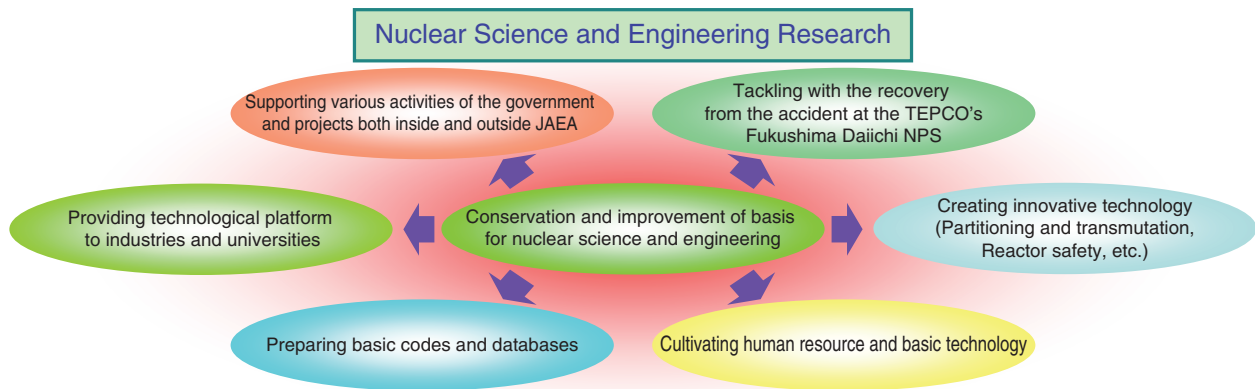 Nuclear Science and Engineering Research
Supporting various activities of the government
and projects both inside and outside JAEA
Tackling with the recovery
from the accident at the TEPCO's
Fukushima Daiichi NPS
Providing technological platform
to industries and universities
Conservation and improvement of basis
for nuclear science and engineering
Creating innovative technology
(Partitioning and transmutation,
Reactor safety, etc.)
Preparing basic codes and databases
Cultivating human resource and basic technology